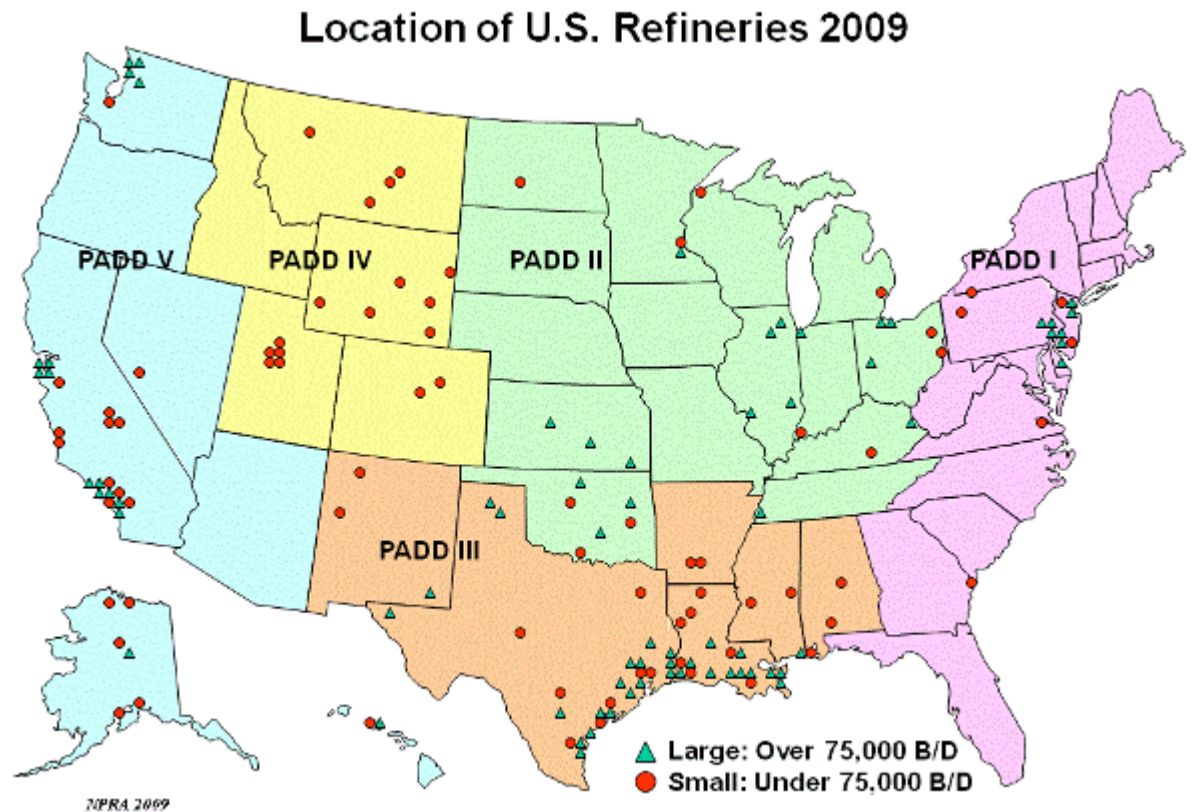 Location of U.S. Refineries 2009
PADD V
PADD IV
PADD II
PADD I
PADD III
Large: Over 75,000 B/D
Small: Under 75,000 B/D
NPRA 2009